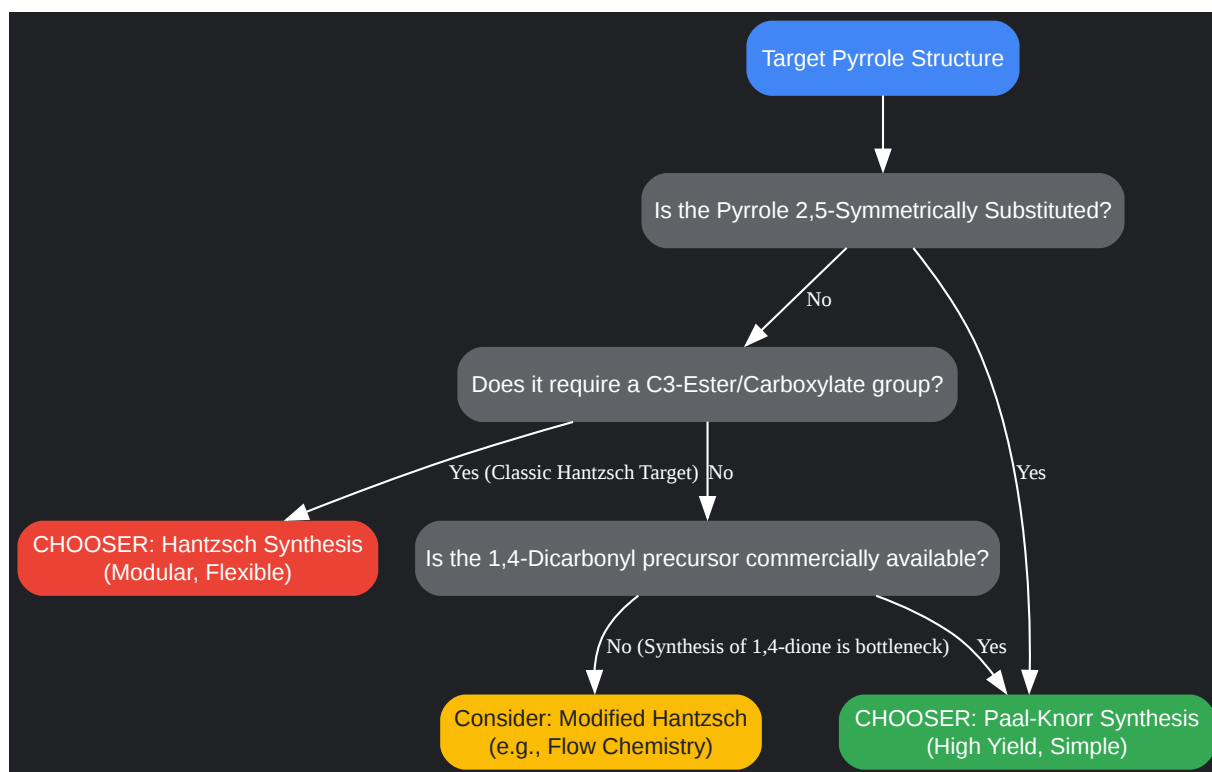 Target Pyrrole Structure
Is the Pyrrole 2,5-Symmetrically Substituted?
No
Does it require a C3-Ester/Carboxylate group?
Yes (Classic Hantzsch Target)
No
Yes
CHOOSER: Hantzsch Synthesis
(Modular, Flexible)
Is the 1,4-Dicarbonyl precursor commercially available?
No (Synthesis of 1,4-dione is bottleneck)
Yes
Consider: Modified Hantzsch
(e.g., Flow Chemistry)
CHOOSER: Paal-Knorr Synthesis
(High Yield, Simple)